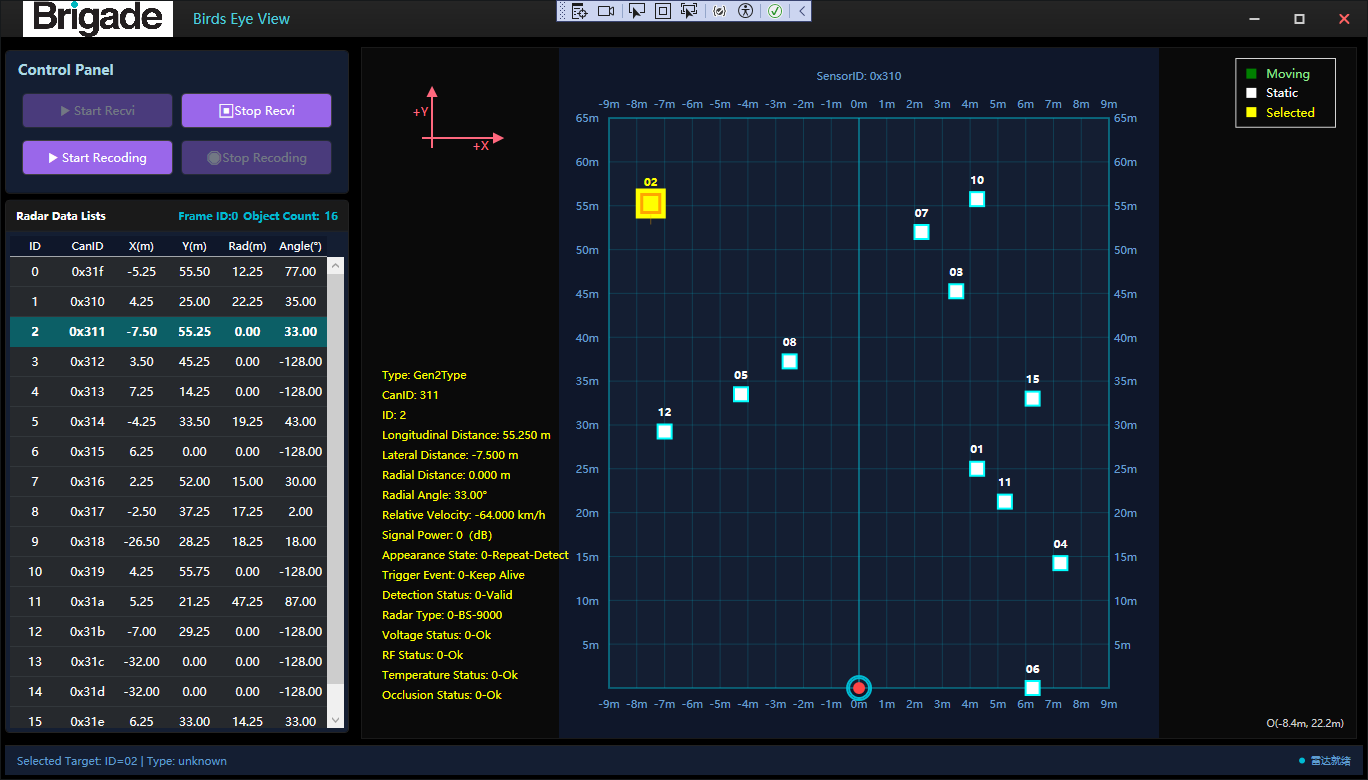 Brigade Birds Eye View
Control Panel
Start Recvi Stop Recvi
Start Recoding Stop Recoding
Radar Data Lists Frame ID:0 Object Count: 16
ID CanID X(m) Y(m) Rad(m) Angle(°)
0 0x31f -5.25 55.50 12.25 77.00
1 0x310 4.25 25.00 22.25 35.00
2 0x311 -7.50 55.25 0.00 33.00
3 0x312 3.50 45.25 0.00 -128.00
4 0x313 7.25 14.25 0.00 -128.00
5 0x314 -4.25 33.50 19.25 43.00
6 0x315 6.25 0.00 0.00 -128.00
7 0x316 2.25 52.00 15.00 30.00
8 0x317 -2.50 37.25 17.25 2.00
9 0x318 -26.50 28.25 18.25 18.00
10 0x319 4.25 55.75 0.00 -128.00
11 0x31a 5.25 21.25 47.25 87.00
12 0x31b -7.00 29.25 0.00 -128.00
13 0x31c -32.00 0.00 0.00 -128.00
14 0x31d -32.00 0.00 0.00 -128.00
15 0x31e 6.25 33.00 14.25 33.00
+Y
+X
Type: Gen2Type
CanID: 311
ID: 2
Longitudinal Distance: 55.250 m
Lateral Distance: -7.500 m
Radial Distance: 0.000 m
Radial Angle: 33.00°
Relative Velocity: -64.000 km/h
Signal Power: 0 (dB)
Appearance State: 0-Repeat-Detect
Trigger Event: 0-Keep Alive
Detection Status: 0-Valid
Radar Type: 0-BS-9000
Voltage Status: 0-Ok
RF Status: 0-Ok
Temperature Status: 0-Ok
Occlusion Status: 0-Ok
SensorID: 0x310
-9m -8m -7m -6m -5m -4m -3m -2m -1m 0m 1m 2m 3m 4m 5m 6m 7m 8m 9m
65m 65m
60m 60m
02
10
55m 55m
07
50m 50m
03
45m 45m
40m 40m
08
05
35m 35m
15
12
30m 30m
01
25m 25m
11
20m 20m
04
15m 15m
10m 10m
5m 5m
06
-9m -8m -7m -6m -5m -4m -3m -2m -1m 0m 1m 2m 3m 4m 5m 6m 7m 8m 9m
Moving
Static
Selected
O(-8.4m, 22.2m)
Selected Target: ID=02 | Type: unknown
雷达就绪